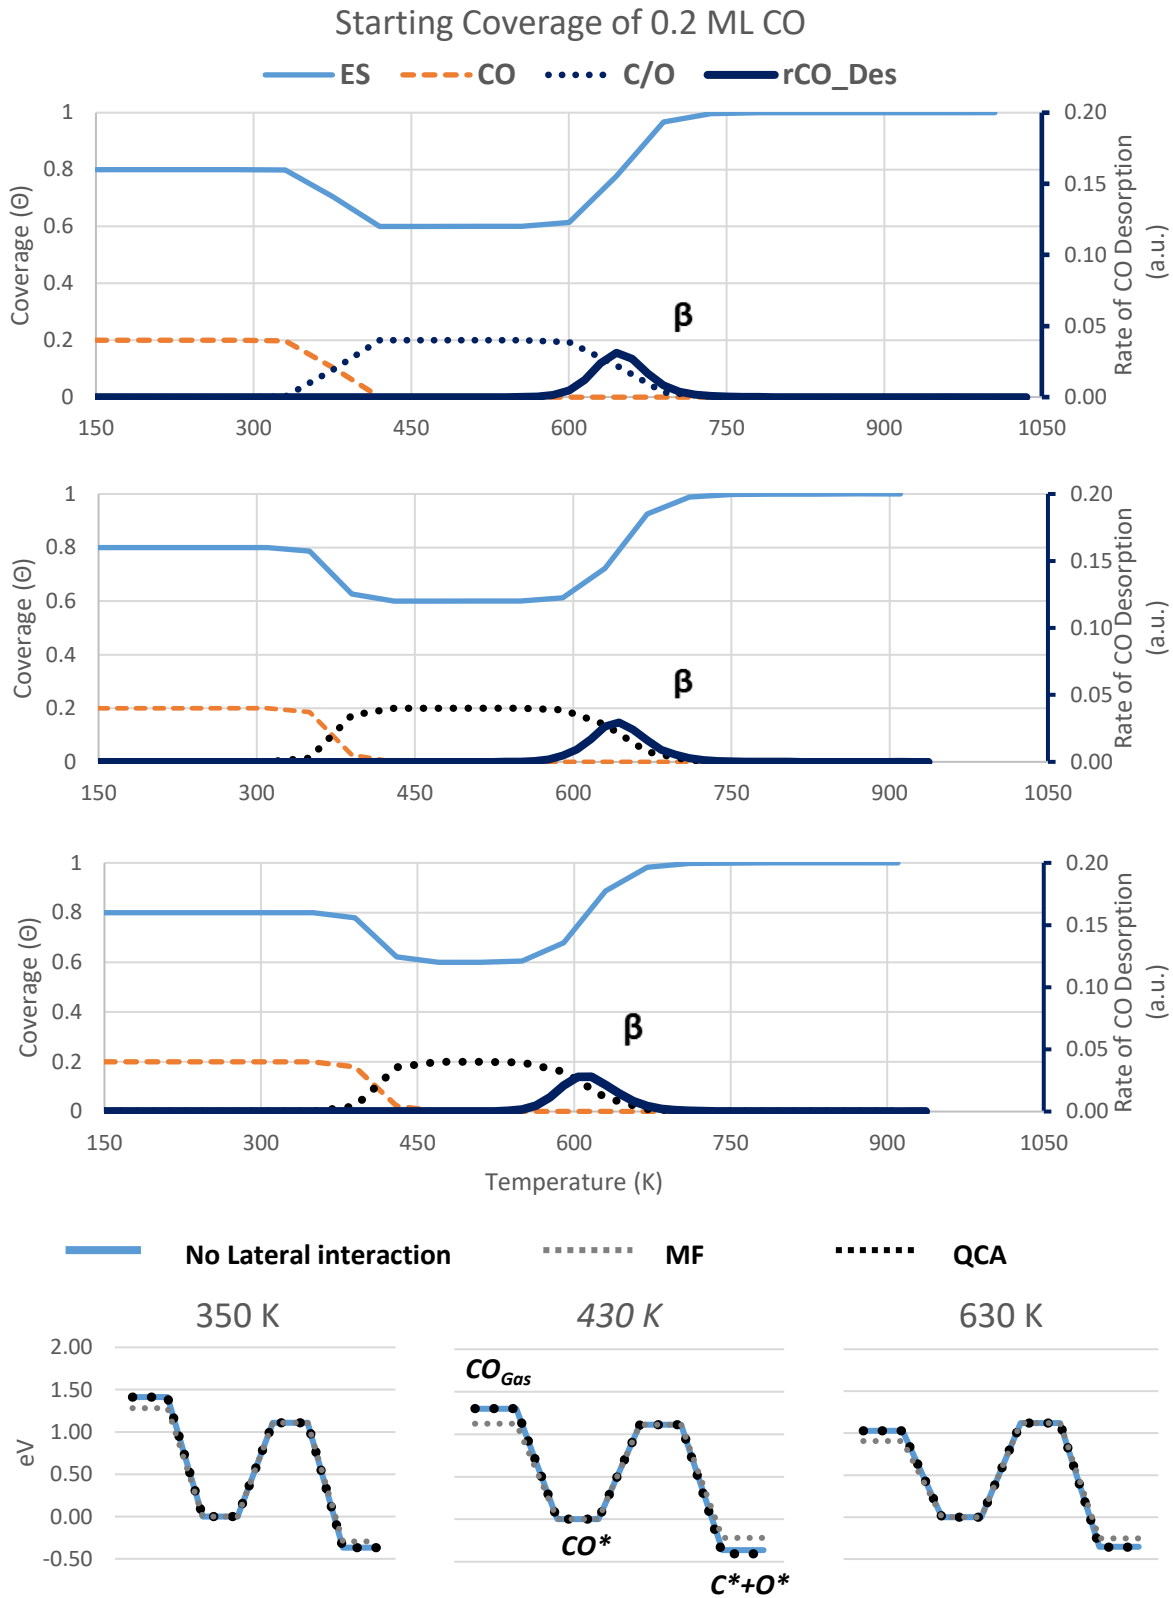 Starting Coverage of 0.2 ML CO
ES CO C/O rCO_Des
Coverage (Θ)
1
0.8
0.6
0.4
0.2
0
150 300 450 600 750 900 1050
β
0.20
0.15
0.10
0.05
0.00
Rate of CO Desorption
(a.u.)
Coverage (Θ)
1
0.8
0.6
0.4
0.2
0
150 300 450 600 750 900 1050
β
0.20
0.15
0.10
0.05
0.00
Rate of CO Desorption
(a.u.)
Coverage (Θ)
1
0.8
0.6
0.4
0.2
0
150 300 450 600 750 900 1050
β
0.20
0.15
0.10
0.05
0.00
Rate of CO Desorption
(a.u.)
Temperature (K)
No Lateral interaction MF QCA
350 K 430 K 630 K
eV
2.00
1.50
1.00
0.50
0.00
-0.50
CO Gas
CO*
C*+O*